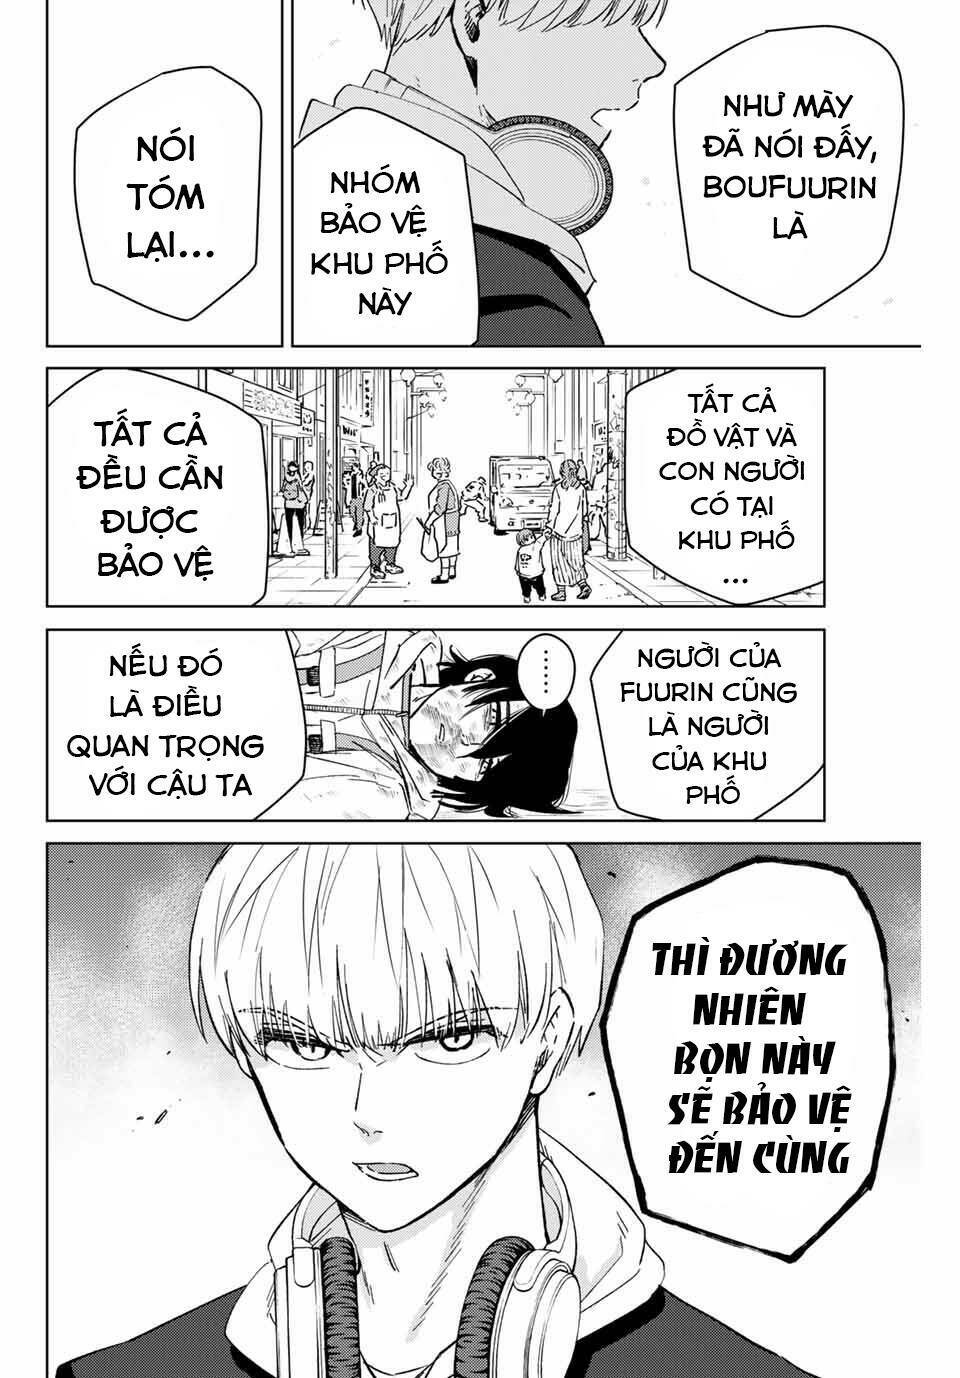 NHƯ MÀY
ĐÃ NÓI ĐẤY,
BOUFUURIN
LÀ
NHÓM
BẢO VỆ
KHU PHỐ
NÀY
NÓI
TÓM
LẠI...
TẤT CẢ
ĐỒ VẬT VÀ
CON NGƯỜI
CÓ TẠI
KHU PHỐ
...
TẤT CẢ
ĐỀU CẦN
ĐƯỢC
BẢO VỆ
NGƯỜI CỦA
FUURIN CŨNG
LÀ NGƯỜI
CỦA KHU
PHỐ
......
NẾU ĐÓ
LÀ ĐIỀU
QUAN TRỌNG
VỚI CẬU TA
THÌ ĐƯƠNG
NHIÊN
BỌN NÀY
SẼ BẢO VỆ
ĐẾN CÙNG